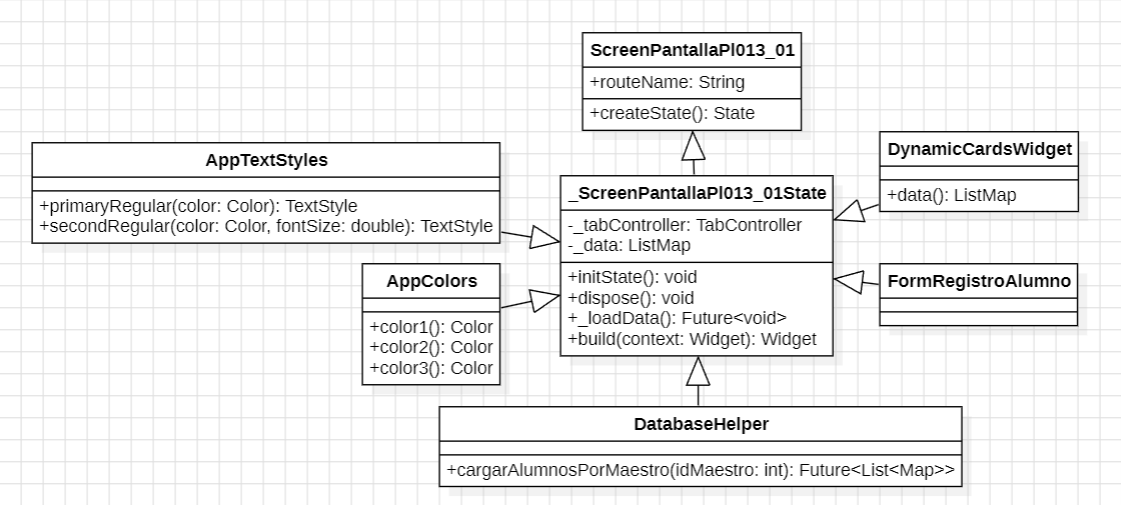 ScreenPantallaPl013_01
+routeName: String
+createState(): State
AppTextStyles
+primaryRegular(color: Color): TextStyle
+secondRegular(color: Color, fontSize: double): TextStyle
_ScreenPantallaPl013_01State
-_tabController: TabController
-_data: ListMap
+initState(): void
+dispose(): void
+_loadData(): Future<void>
+build(context: Widget): Widget
DynamicCardsWidget
+data(): ListMap
AppColors
+color1(): Color
+color2(): Color
+color3(): Color
FormRegistroAlumno
DatabaseHelper
+cargarAlumnosPorMaestro(idMaestro: int): Future<List<Map>>